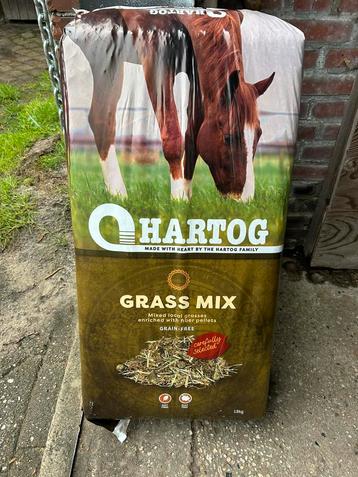 HARTOG
HARTOG
MADE WITH HEART BY THE HARTOG FAMILY
GRASS MIX
Mixed local grasses
enriched with fiber pellets
GRAIN-FREE
carefully
selected
18kg